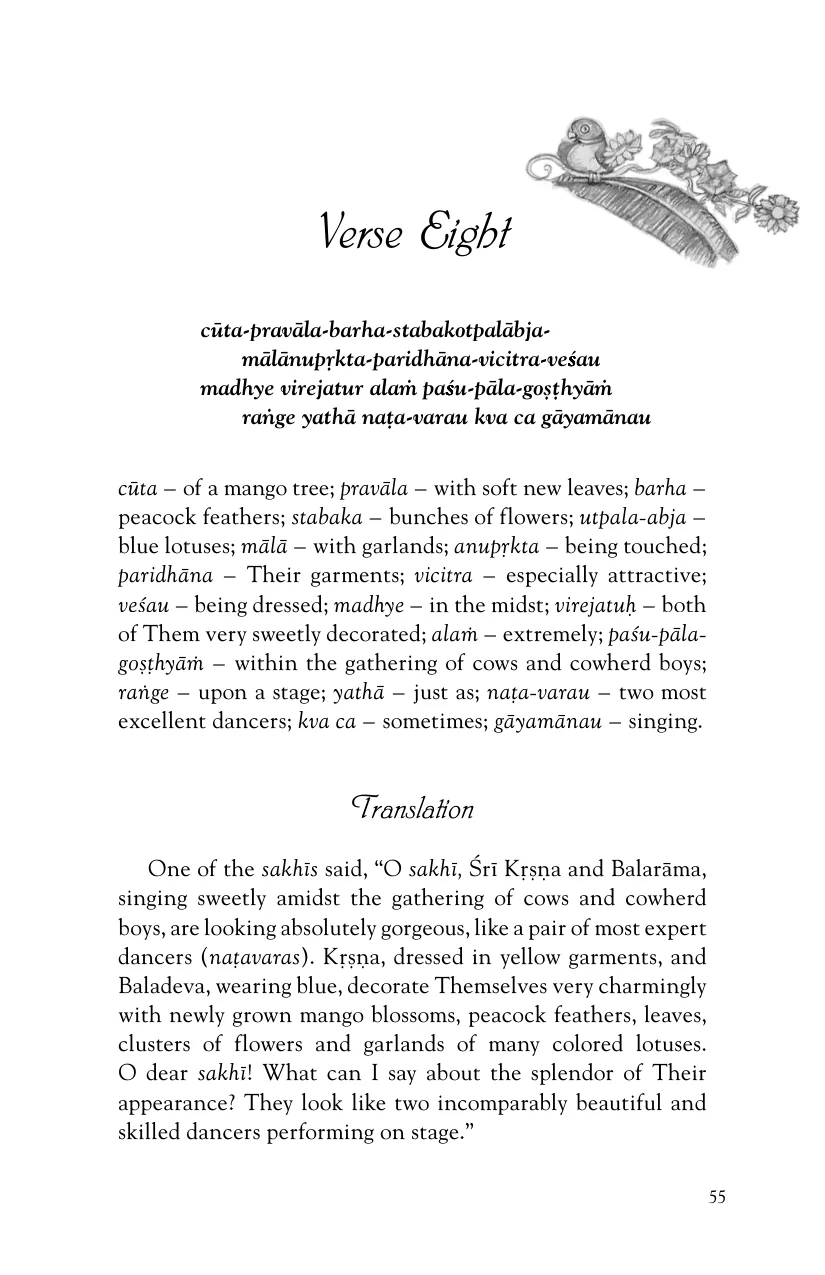 Verse Eight
cūta-pravāla-barha-stabakotpalābja-
mālānupṛkta-paridhāna-vicitra-veśau
madhye virejatur alaṁ paśu-pāla-goṣṭhyāṁ
raṅge yathā naṭa-varau kva ca gāyamānau
cūta – of a mango tree; pravāla – with soft new leaves; barha –
peacock feathers; stabaka – bunches of flowers; utpala-abja –
blue lotuses; mālā – with garlands; anupṛkta – being touched;
paridhāna – Their garments; vicitra – especially attractive;
veśau – being dressed; madhye – in the midst; virejatuḥ – both
of Them very sweetly decorated; alaṁ – extremely; paśu-pāla-
goṣṭhyāṁ – within the gathering of cows and cowherd boys;
raṅge – upon a stage; yathā – just as; naṭa-varau – two most
excellent dancers; kva ca – sometimes; gāyamānau – singing.
Translation
One of the sakhīs said, “O sakhī, Śrī Kṛṣṇa and Balarāma,
singing sweetly amidst the gathering of cows and cowherd
boys, are looking absolutely gorgeous, like a pair of most expert
dancers (naṭavaras). Kṛṣṇa, dressed in yellow garments, and
Baladeva, wearing blue, decorate Themselves very charmingly
with newly grown mango blossoms, peacock feathers, leaves,
clusters of flowers and garlands of many colored lotuses.
O dear sakhī! What can I say about the splendor of Their
appearance? They look like two incomparably beautiful and
skilled dancers performing on stage.”
55